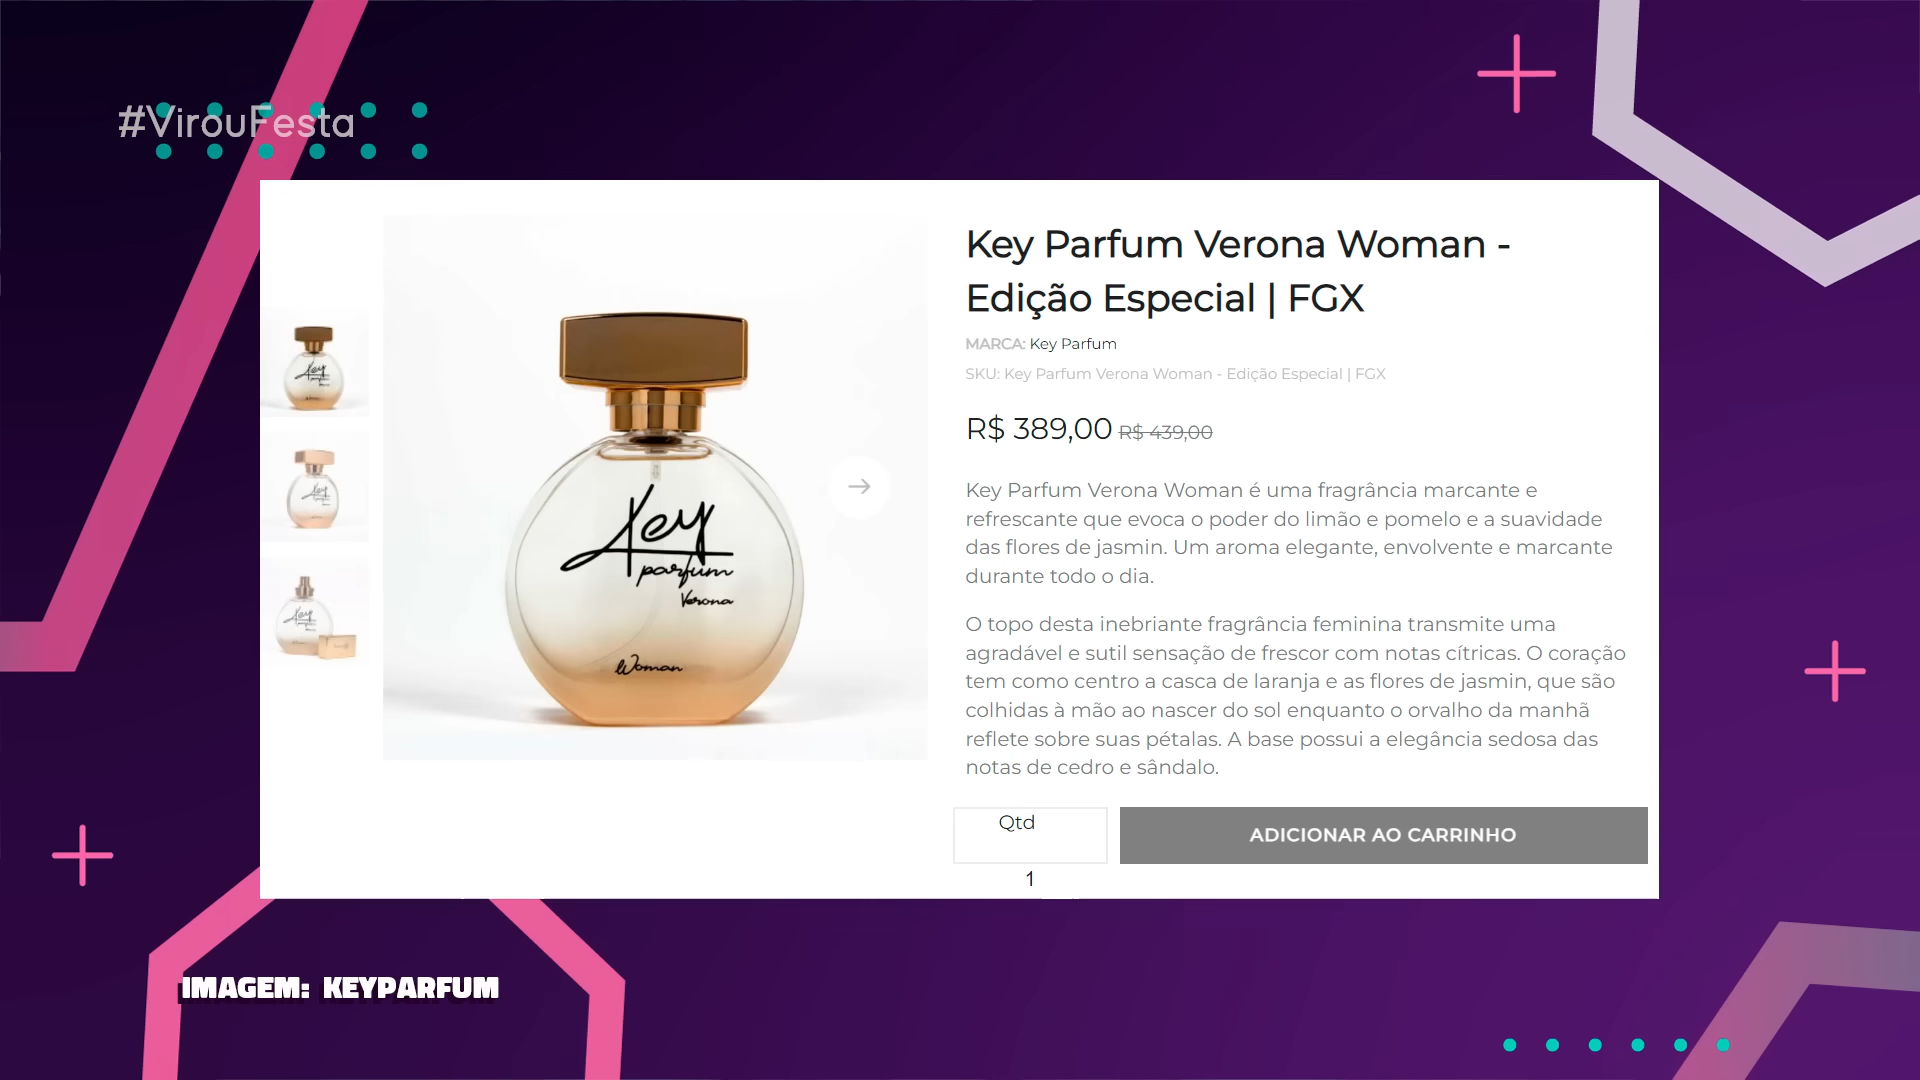 #VirouFesta
Key Parfum Verona Woman -
Edição Especial | FGX
MARCA: Key Parfum
SKU: Key Parfum Verona Woman - Edição Especial | FGX
R$ 389,00 R$ 439,00
Key Parfum Verona Woman é uma fragrância marcante e
refrescante que evoca o poder do limão e pomelo e a suavidade
das flores de jasmin. Um aroma elegante, envolvente e marcante
durante todo o dia.
O topo desta inebriante fragrância feminina transmite uma
agradável e sutil sensação de frescor com notas cítricas. O coração
tem como centro a casca de laranja e as flores de jasmin, que são
colhidas à mão ao nascer do sol enquanto o orvalho da manhã
reflete sobre suas pétalas. A base possui a elegância sedosa das
notas de cedro e sândalo.
Qtd
1
ADICIONAR AO CARRINHO
Key
parfum
Verona
Woman
IMAGEM: KEYPARFUM